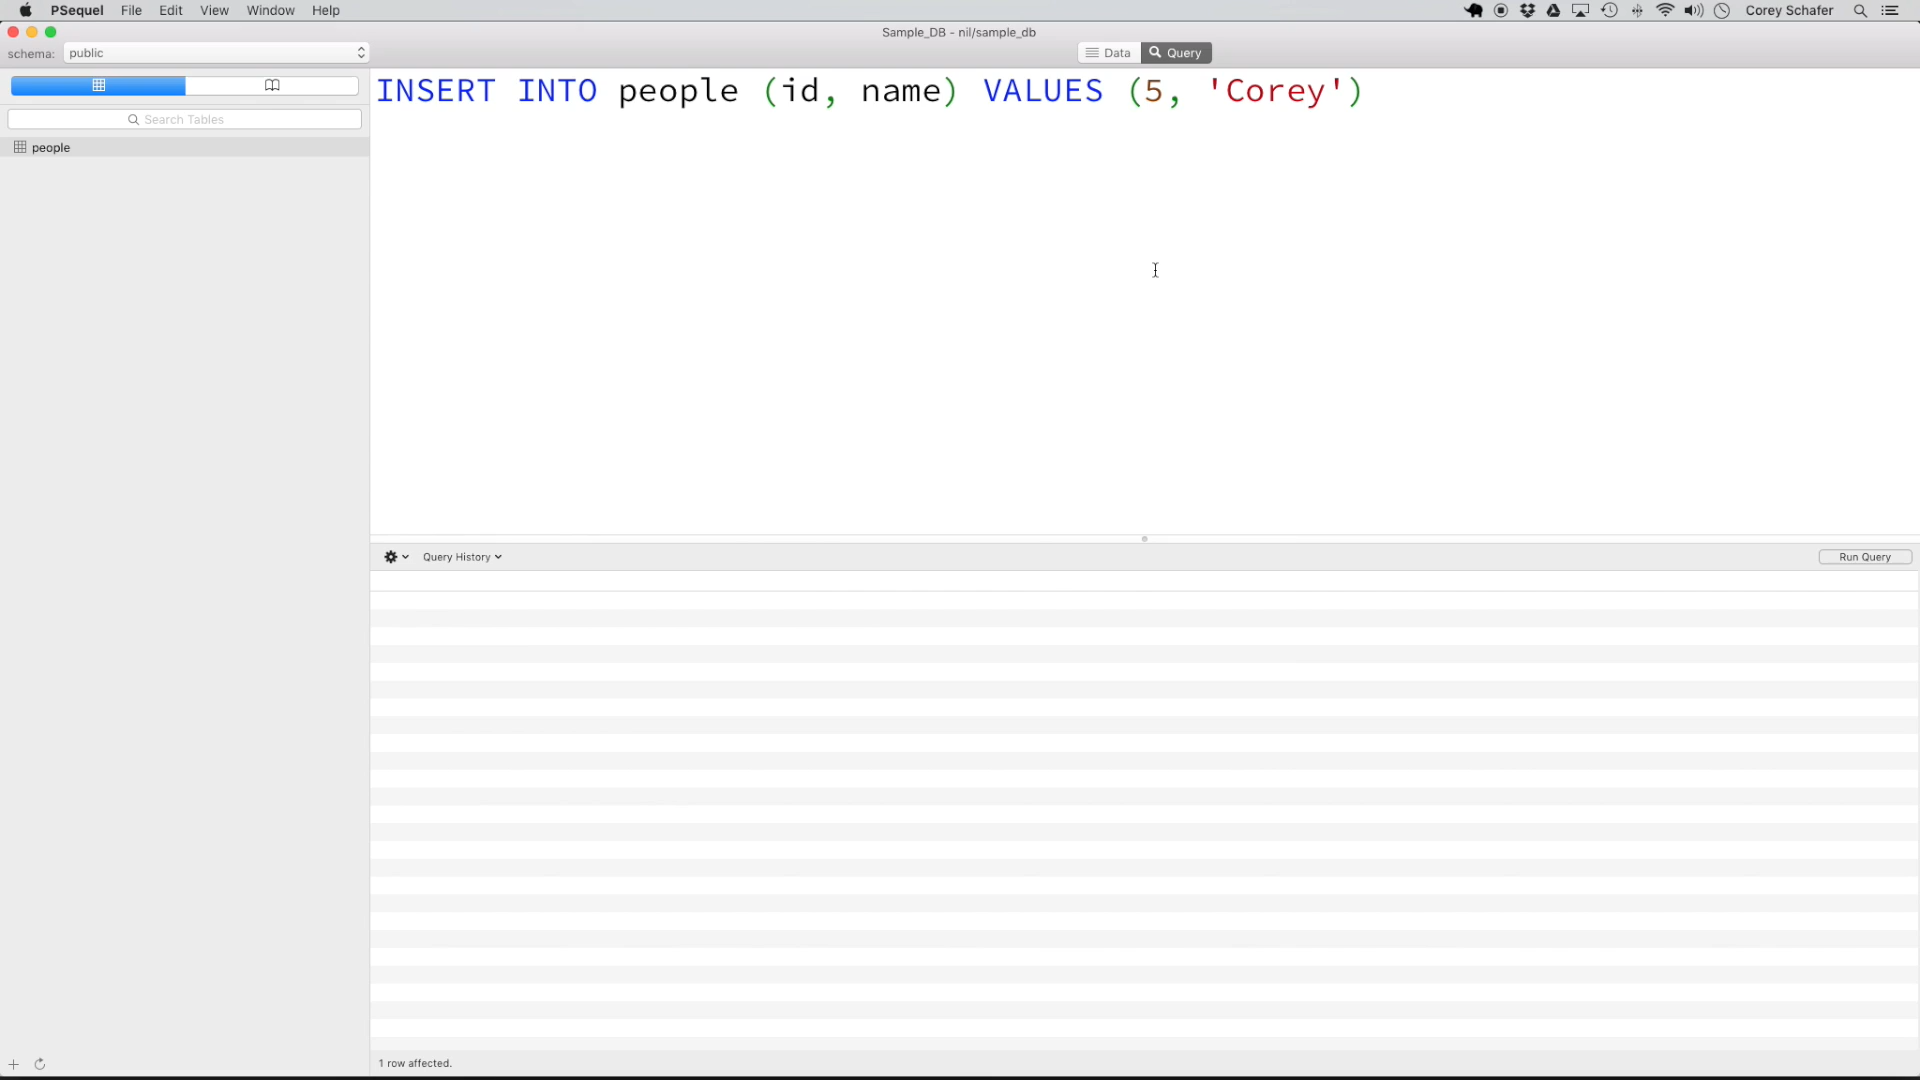 PSequel File Edit View Window Help Corey Schafer
Sample_DB - nil/sample_db
schema: public Data Query
INSERT INTO people (id, name) VALUES (5, 'Corey')
Search Tables
people
Query History Run Query
1 row affected.